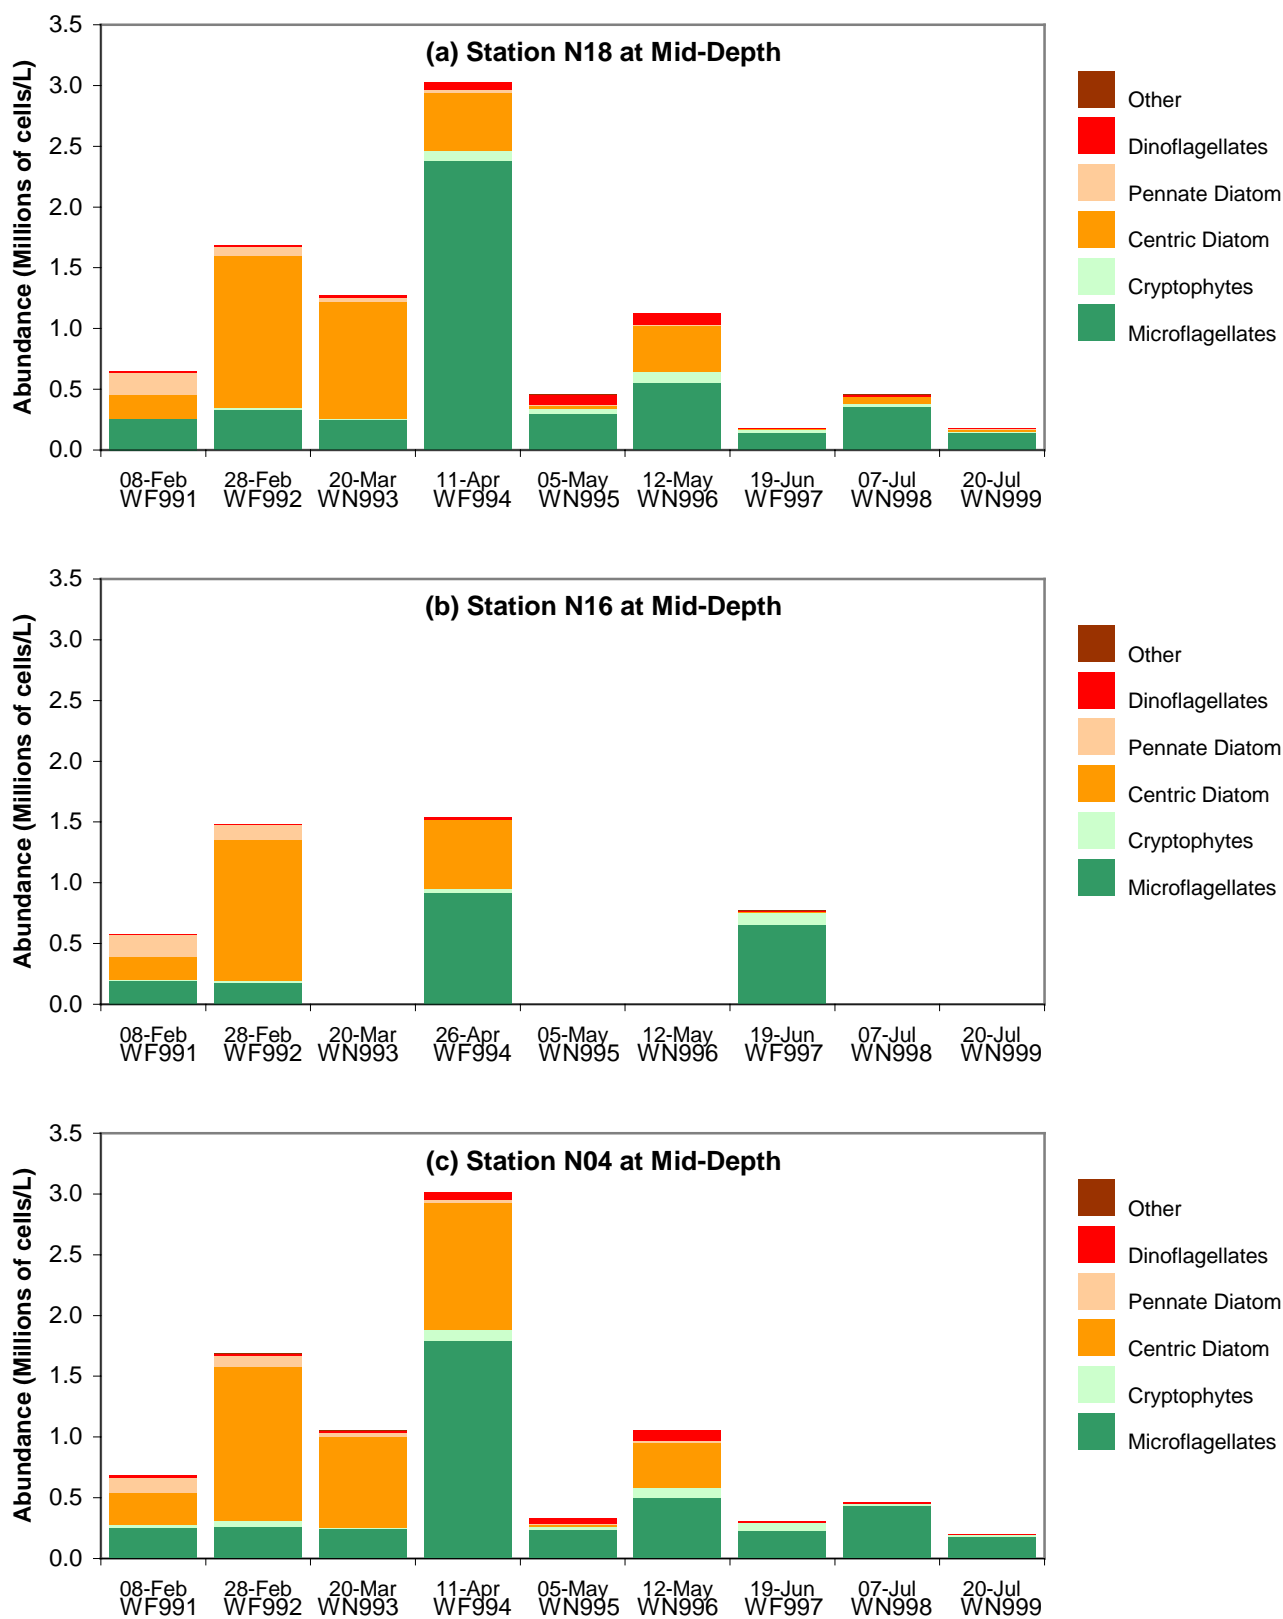 (a) Station N18 at Mid-Depth
Abundance (Millions of cells/L)
3.5
3.0
2.5
2.0
1.5
1.0
0.5
0.0
08-Feb 28-Feb 20-Mar 11-Apr 05-May 12-May 19-Jun 07-Jul 20-Jul
WF991 WF992 WN993 WF994 WN995 WN996 WF997 WN998 WN999
Other
Dinoflagellates
Pennate Diatom
Centric Diatom
Cryptophytes
Microflagellates
(b) Station N16 at Mid-Depth
Abundance (Millions of cells/L)
3.5
3.0
2.5
2.0
1.5
1.0
0.5
0.0
08-Feb 28-Feb 20-Mar 26-Apr 05-May 12-May 19-Jun 07-Jul 20-Jul
WF991 WF992 WN993 WF994 WN995 WN996 WF997 WN998 WN999
Other
Dinoflagellates
Pennate Diatom
Centric Diatom
Cryptophytes
Microflagellates
(c) Station N04 at Mid-Depth
Abundance (Millions of cells/L)
3.5
3.0
2.5
2.0
1.5
1.0
0.5
0.0
08-Feb 28-Feb 20-Mar 11-Apr 05-May 12-May 19-Jun 07-Jul 20-Jul
WF991 WF992 WN993 WF994 WN995 WN996 WF997 WN998 WN999
Other
Dinoflagellates
Pennate Diatom
Centric Diatom
Cryptophytes
Microflagellates